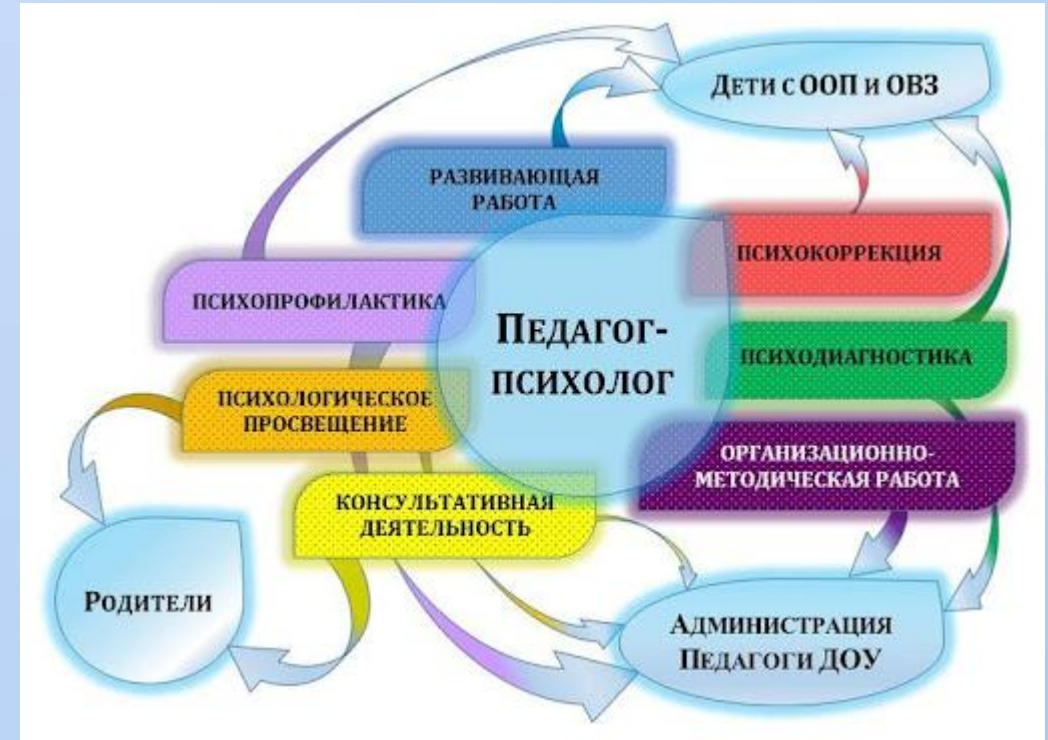 Дети с ООП и ОВЗ
РАЗВИВАЮЩАЯ
РАБОТА
ПСИХОКОРРЕКЦИЯ
ПСИХОПРОФИЛАКТИКА
Педагог-
психолог
ПСИХОДИАГНОСТИКА
ПСИХОЛОГИЧЕСКОЕ
ПРОСВЕЩЕНИЕ
ОРГАНИЗАЦИОННО-
МЕТОДИЧЕСКАЯ РАБОТА
КОНСУЛЬТАТИВНАЯ
ДЕЯТЕЛЬНОСТЬ
Родители
Администрация
Педагоги ДОУ